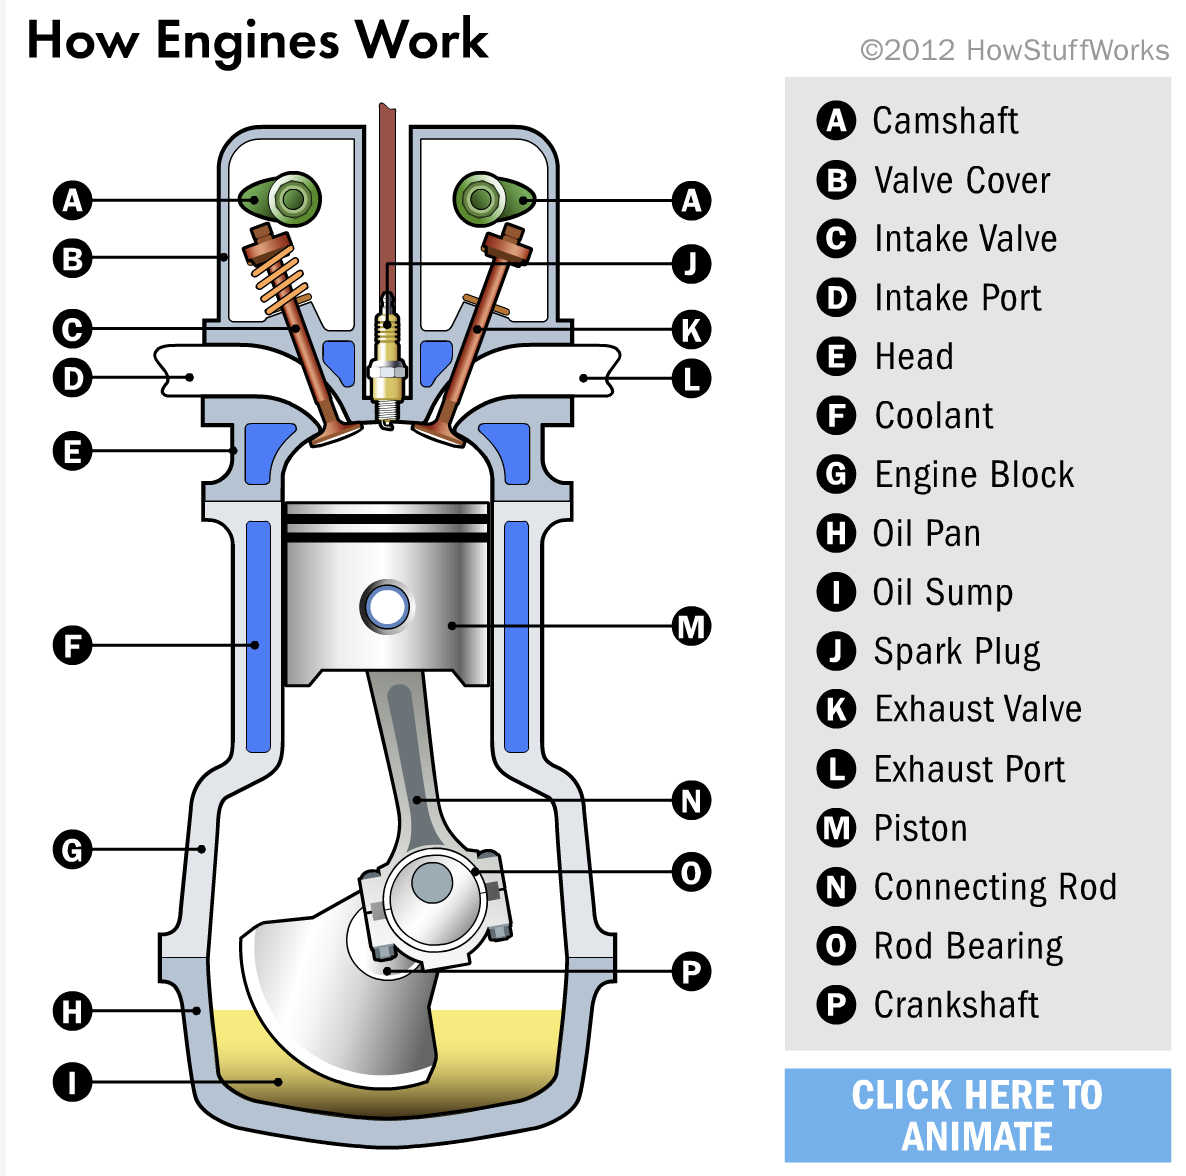 How Engines Work
©2012 HowStuffWorks
A
B
C
D
E
F
G
H
I
A
J
K
L
M
N
O
P
A Camshaft
B Valve Cover
C Intake Valve
D Intake Port
E Head
F Coolant
G Engine Block
H Oil Pan
I Oil Sump
J Spark Plug
K Exhaust Valve
L Exhaust Port
M Piston
N Connecting Rod
O Rod Bearing
P Crankshaft
CLICK HERE TO
ANIMATE